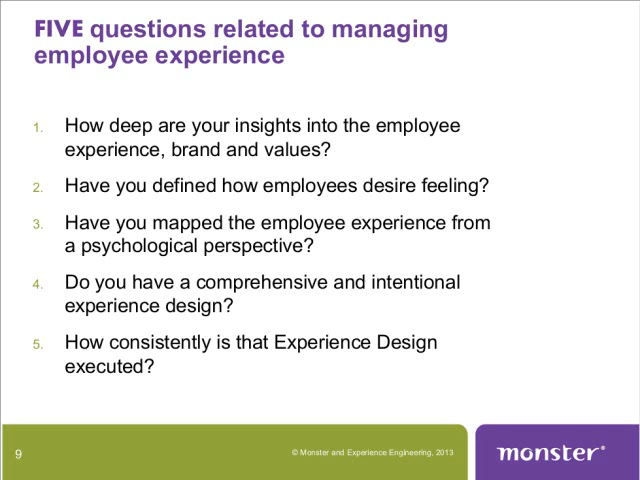 FIVE questions related to managing
employee experience
1. How deep are your insights into the employee
experience, brand and values?
2. Have you defined how employees desire feeling?
3. Have you mapped the employee experience from
a psychological perspective?
4. Do you have a comprehensive and intentional
experience design?
5. How consistently is that Experience Design
executed?
9
© Monster and Experience Engineering, 2013
monster®